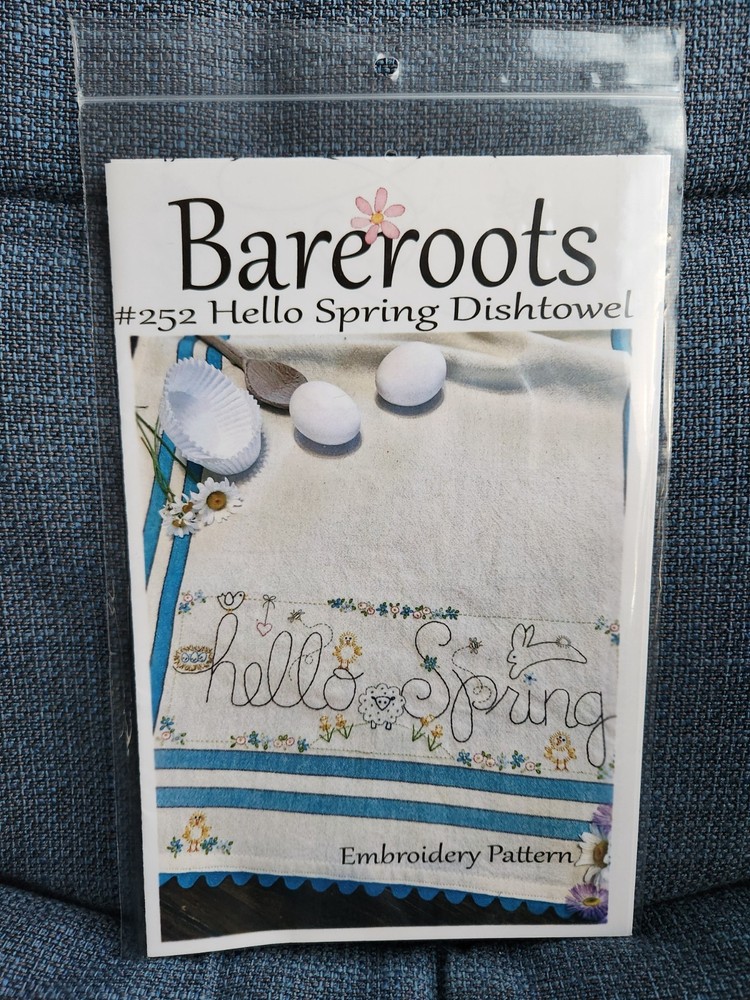 Bareroots
#252 Hello Spring Dishtowel
hello Spring
Embroidery Pattern